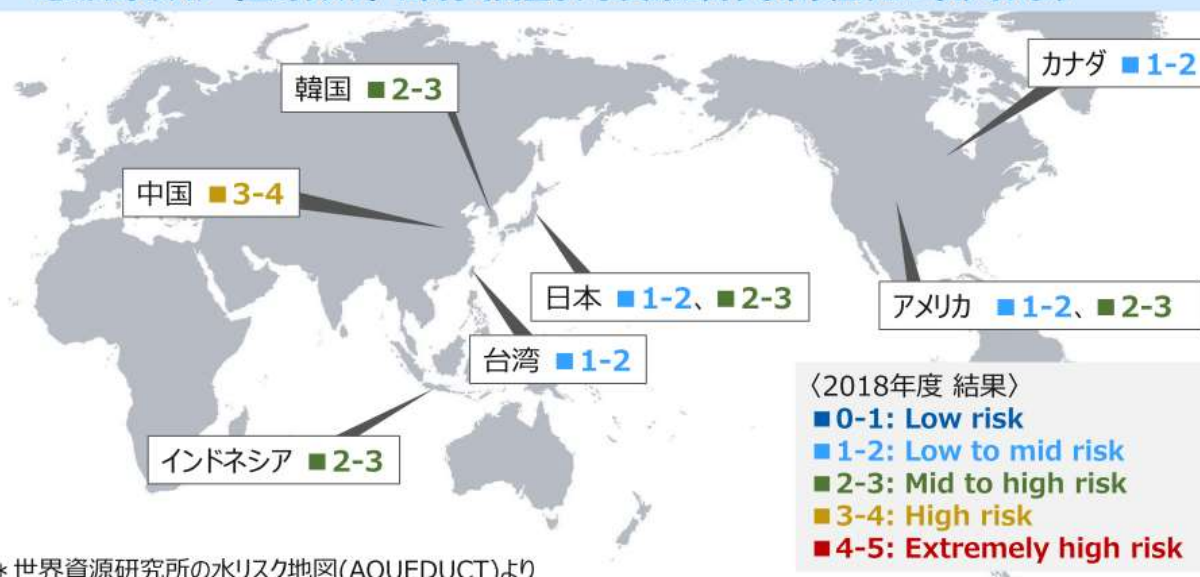 カナダ ■1-2
韓国 ■2-3
中国 ■3-4
日本 ■1-2、■2-3
アメリカ ■1-2、■2-3
台湾 ■1-2
インドネシア ■2-3
〈2018年度 結果〉
■0-1: Low risk
■1-2: Low to mid risk
■2-3: Mid to high risk
■3-4: High risk
■4-5: Extremely high risk
*世界資源研究所の水リスク地図(AQUEDUCT)より